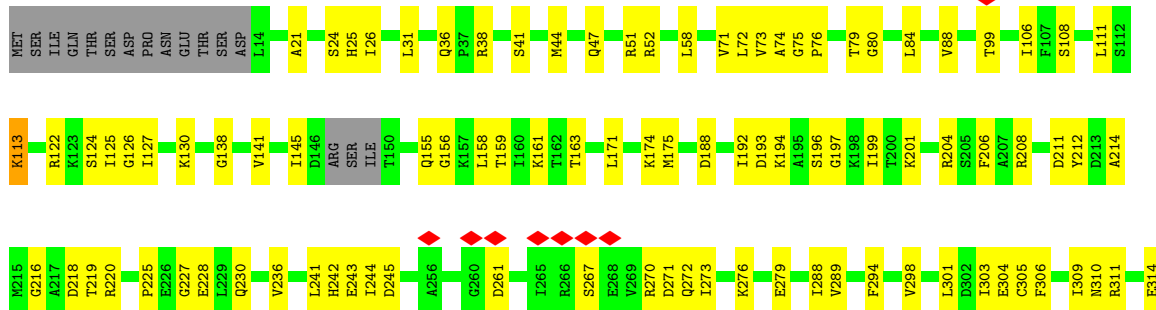 MET SER ILE GLN THR SER ASP PRO ASN GLU THR SER ASP L14 A21 S24 H25 I26 L31 Q36 P37 R38 S41 M44 Q47 R51 R52 L58 V71 L72 V73 A74 G75 P76 T79 G80 L84 V88 T99 I106 F107 S108 L111 S112
K113 R122 K123 S124 I125 G126 I127 K130 G138 V141 I145 D146 ARG SER ILE T150 Q155 G156 K157 L158 T159 I160 K161 T162 T163 L171 K174 M175 D188 I192 D193 K194 A195 S196 G197 K198 I199 T200 K201 R204 S205 F206 A207 R208 D211 Y212 D213 A214
M215 G216 A217 D218 T219 R220 P225 E226 G227 E228 L229 Q230 V236 L241 H242 E243 I244 D245 A256 G260 D261 I265 R266 S267 E268 V269 R270 D271 Q272 I273 K276 E279 I288 V289 F294 V298 L301 D302 I303 E304 C305 F306 I309 N310 R311 E314